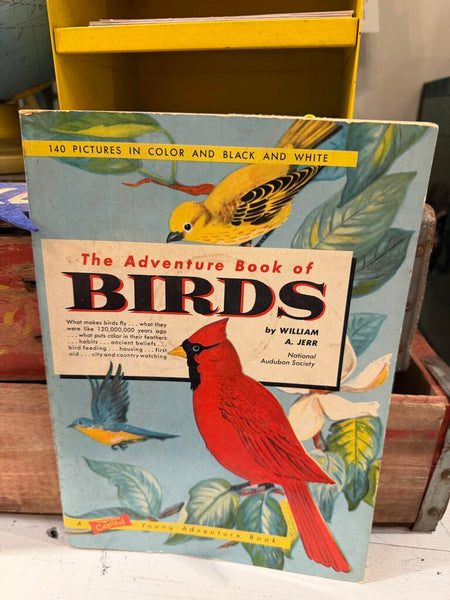 140 PICTURES IN COLOR AND BLACK AND WHITE
The Adventure Book of
BIRDS
by WILLIAM
A. JERR
National
Audubon Society
What makes birds fly . . . what they
were like 120,000,000 years ago
. . . what puts color in their feathers
. . . habits . . . ancient beliefs . . .
bird feeding . . . housing . . . first
aid . . . city and country watching
A Capitol Young Adventure Book